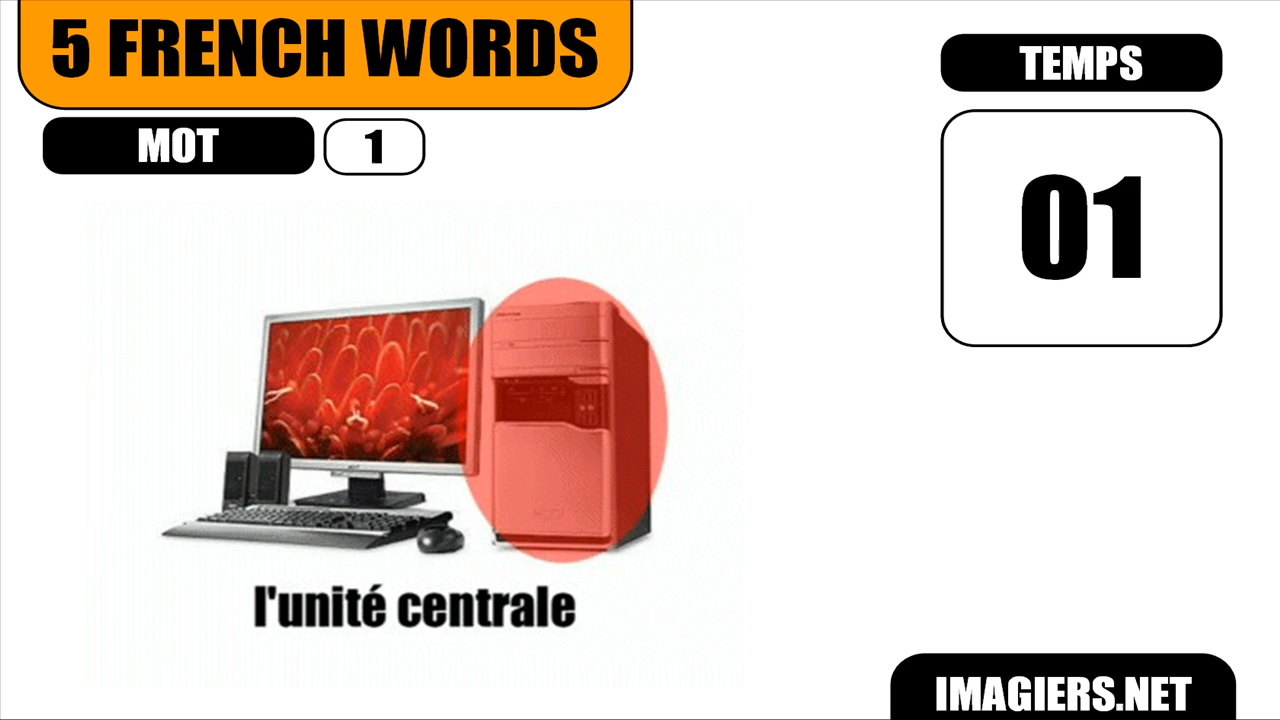 5 FRENCH WORDS
TEMPS
MOT 1
01
l'unité centrale
IMAGIERS.NET